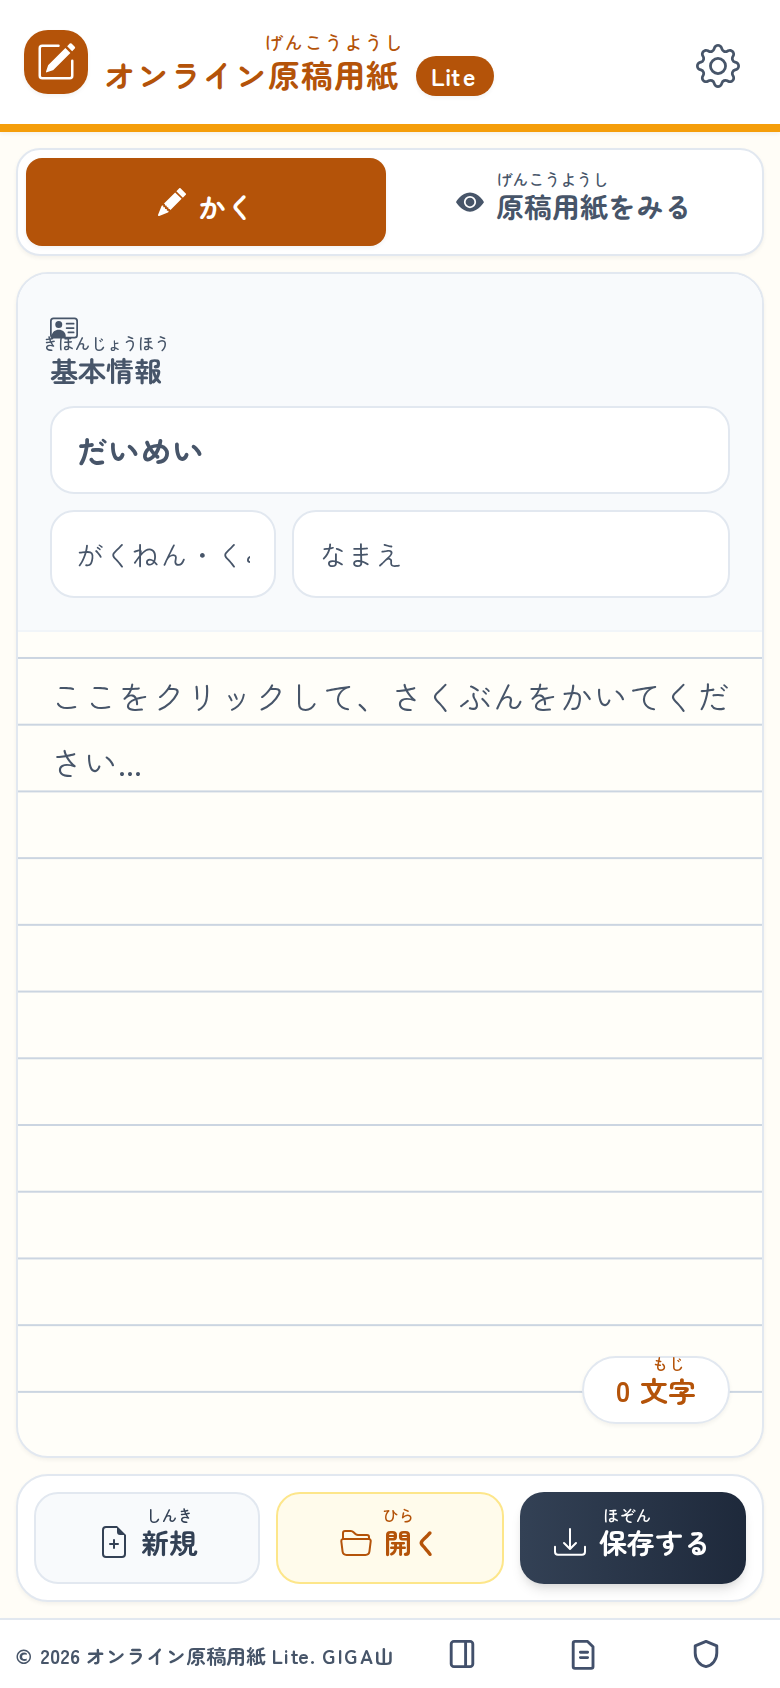 げんこうようし
オンライン原稿用紙 Lite
かく
げんこうようし
原稿用紙をみる
きほんじょうほう
基本情報
だいめい
がくねん・く
なまえ
ここをクリックして、さくぶんをかいてくだ
さい...
もじ
0 文字
しんき
新規
ひら
開く
ほぞん
保存する
© 2026 オンライン原稿用紙 Lite. GIGA山